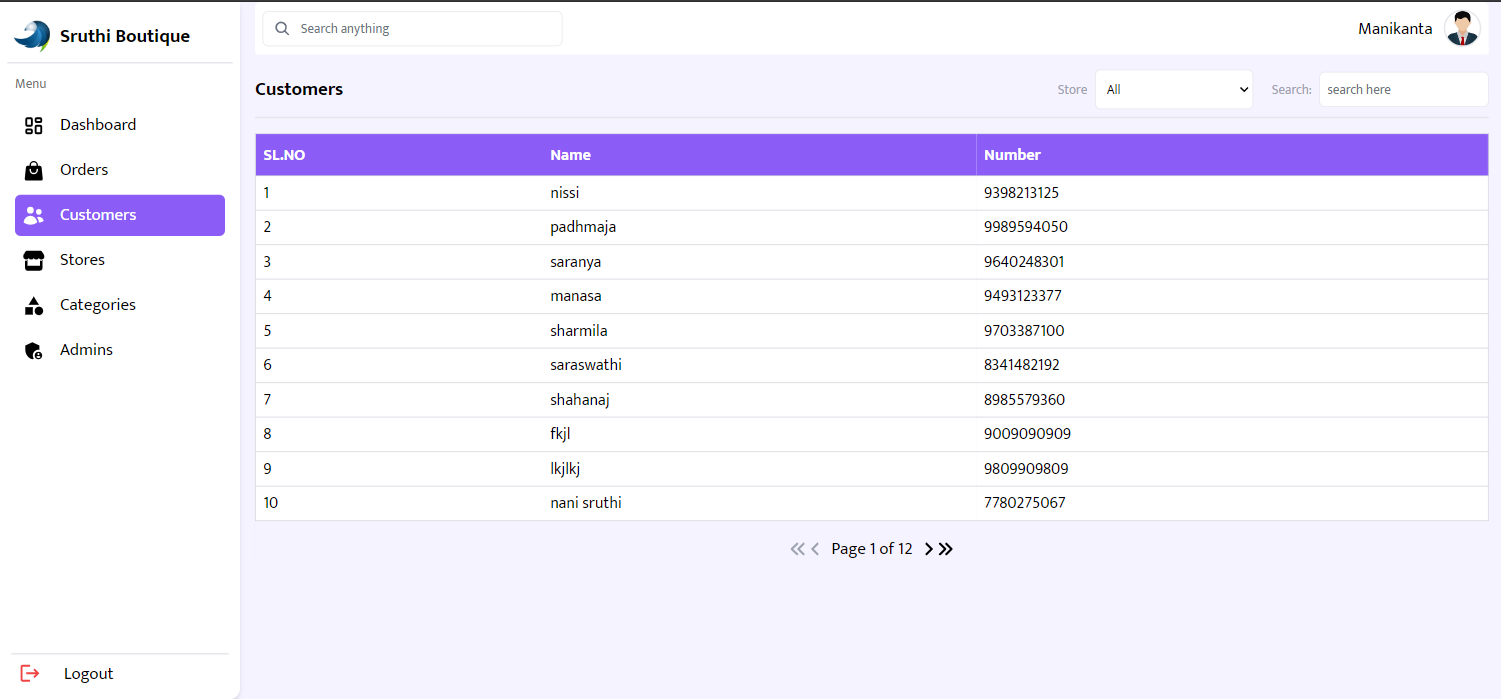 Sruthi Boutique
Menu
Dashboard
Orders
Customers
Stores
Categories
Admins
Logout
Search anything
Manikanta
Customers
Store All Search: search here
SL.NO Name Number
1 nissi 9398213125
2 padhmaja 9989594050
3 saranya 9640248301
4 manasa 9493123377
5 sharmila 9703387100
6 saraswathi 8341482192
7 shahanaj 8985579360
8 fkjl 9009090909
9 lkjlkj 9809909809
10 nani sruthi 7780275067
Page 1 of 12